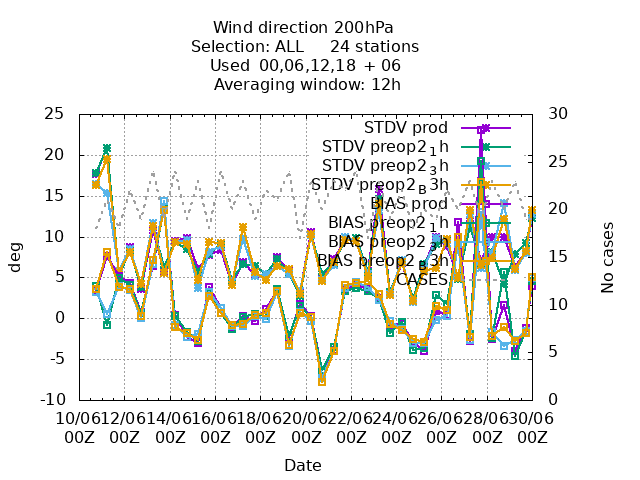 Wind direction 200hPa
Selection: ALL 24 stations
Used 00,06,12,18 + 06
Averaging window: 12h
25 30
20 25
15 20
10 15
5 10
0
-5 5
-10 0
deg
No cases
STDV prod
STDV preop2_1h
STDV preop2_3h
STDV preop2_B3h
BIAS prod
BIAS preop2_1h
BIAS preop2_3h
BIAS preop2_B3h
CASES
10/06 12/06 14/06 16/06 18/06 20/06 22/06 24/06 26/06 28/06 30/06
00Z 00Z 00Z 00Z 00Z 00Z 00Z 00Z 00Z 00Z 00Z
Date